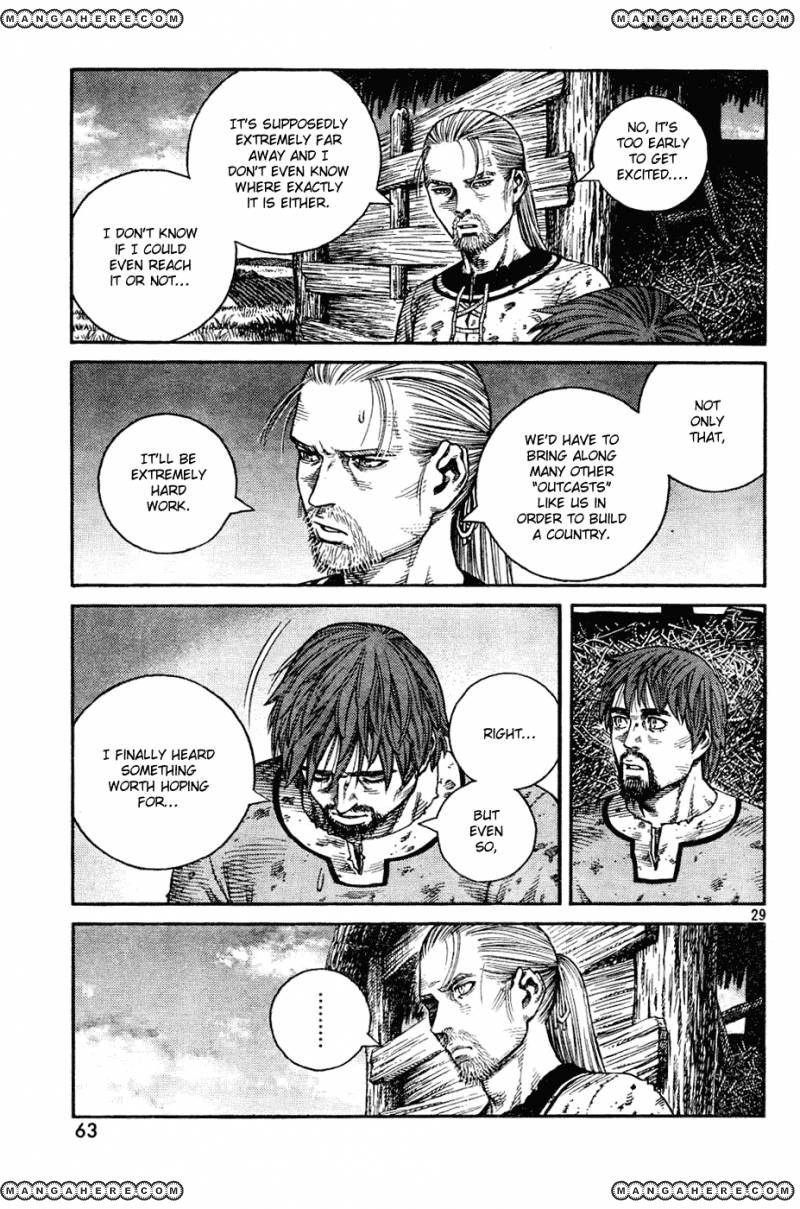 MANGAHERE.COM
MANGAHERE.COM
NO, IT'S
TOO EARLY
TO GET
EXCITED....
IT'S SUPPOSEDLY
EXTREMELY FAR
AWAY AND I
DON'T EVEN KNOW
WHERE EXACTLY
IT IS EITHER.
I DON'T KNOW
IF I COULD
EVEN REACH
IT OR NOT...
NOT
ONLY
THAT,
WE'D HAVE TO
BRING ALONG
MANY OTHER
"OUTCASTS"
LIKE US IN
ORDER TO BUILD
A COUNTRY.
IT'LL BE
EXTREMELY
HARD
WORK.
RIGHT...
BUT
EVEN
SO,
I FINALLY HEARD
SOMETHING
WORTH HOPING
FOR...
29
........
63
MANGAHERE.COM
MANGAHERE.COM